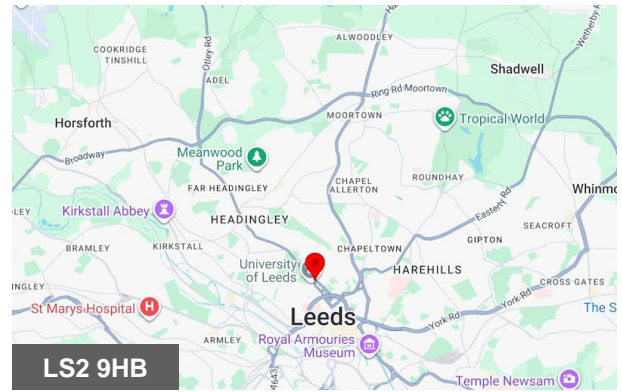 ALWOODLEY
COOKRIDGE
TINSHILL
Otley Rd
Wetherby Rd
ADEL
Shadwell
Ring Rd Moortown
MOORTOWN
Horsforth
Tropical World
Broadway
Meanwood
Park
CHAPEL
ALLERTON
ROUNDHAY
Whinm
FAR HEADINGLEY
Kirkstall Abbey
Easterly Rd
HEADINGLEY
SEACROFT
GIPTON
BRAMLEY
KIRKSTALL
CHAPELTOWN
University
of Leeds
HAREHILLS
CROSS GATES
NGLEY
York Rd
St Marys Hospital
Leeds
The S
York Rd
ARMLEY
Royal Armouries
Museum
LS2 9HB
A643
Temple Newsam